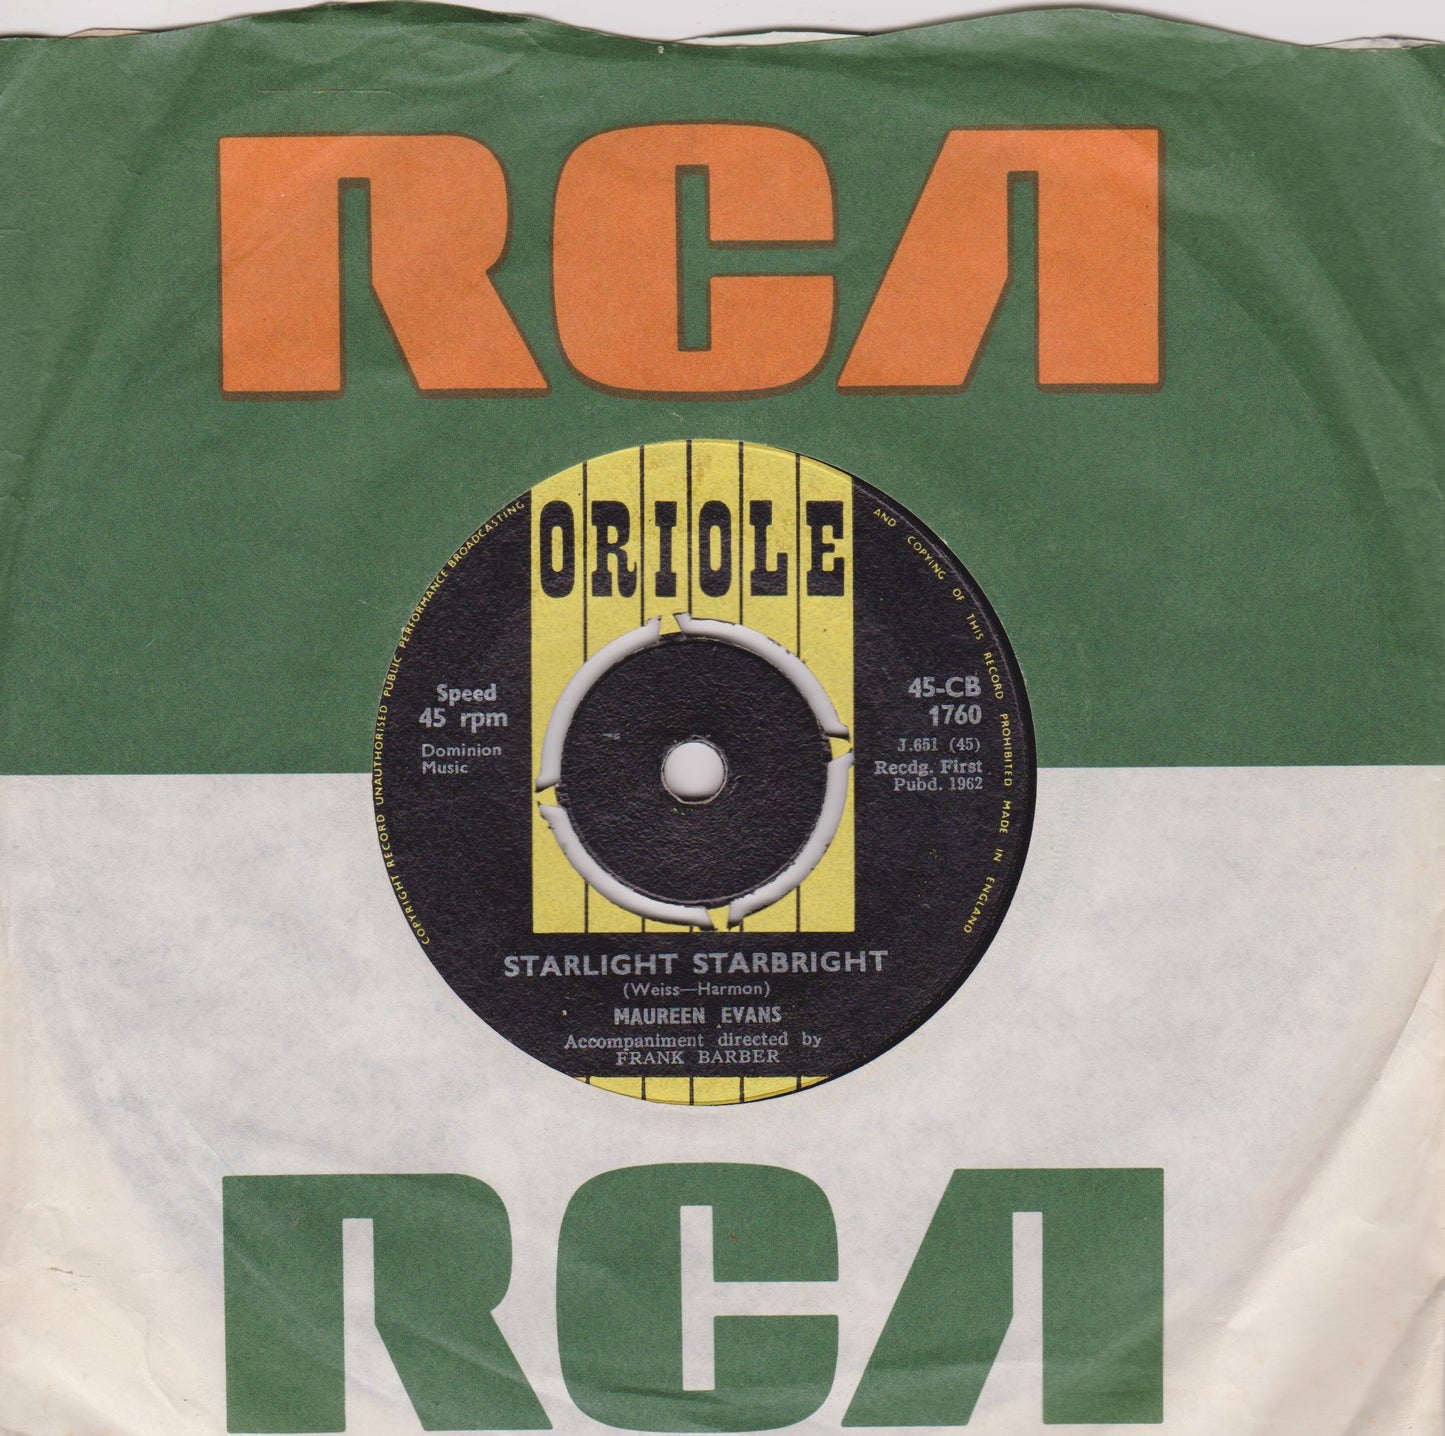 RCA
ORIOLE
COPYRIGHT RECORD UNAUTHORISED PUBLIC PERFORMANCE BROADCASTING AND COPYING OF THIS RECORD PROHIBITED MADE IN ENGLAND
Speed
45 rpm
Dominion
Music
45-CB
1760
J.651 (45)
Recdg. First
Pubd. 1962
STARLIGHT STARBRIGHT
(Weiss—Harmon)
MAUREEN EVANS
Accompaniment directed by
FRANK BARBER
RCA